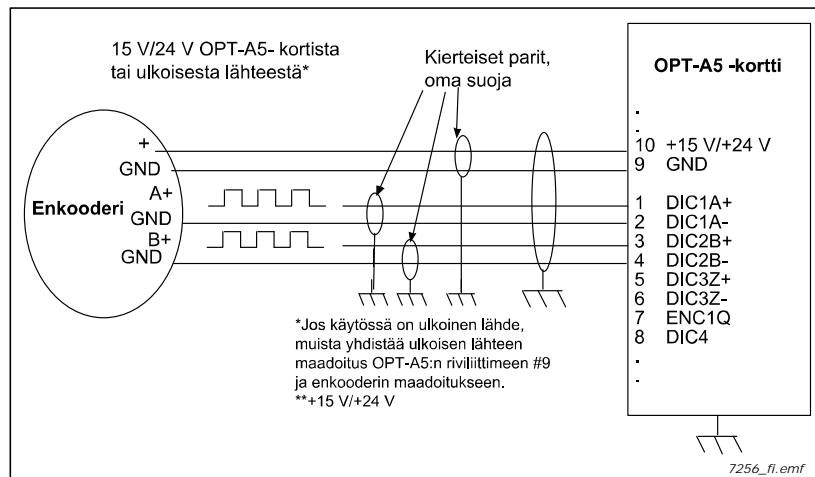 15 V/24 V OPT-A5- kortista
tai ulkoisesta lähteestä*
Kierteiset parit,
oma suoja
OPT-A5 -kortti
.
.
+
GND
A+
Enkooderi
GND
B+
GND
10 +15 V/+24 V
9 GND
1 DIC1A+
2 DIC1A-
3 DIC2B+
4 DIC2B-
5 DIC3Z+
6 DIC3Z-
7 ENC1Q
8 DIC4
.
.
*Jos käytössä on ulkoinen lähde,
muista yhdistää ulkoisen lähteen
maadoitus OPT-A5:n riviliittimeen #9
ja enkooderin maadoitukseen.
**+15 V/+24 V
7256_fi.emf